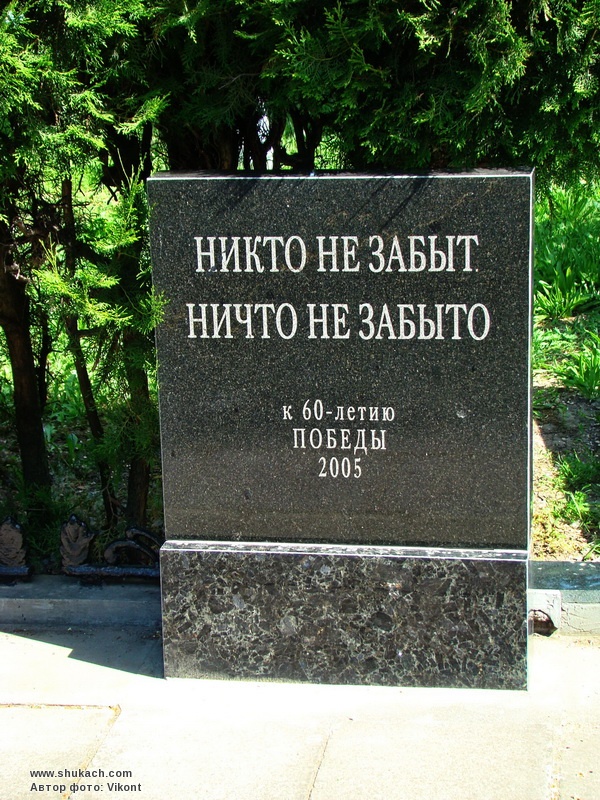 НИКТО НЕ ЗАБЫТ
НИЧТО НЕ ЗАБЫТО
к 60-летию
ПОБЕДЫ
2005
www.shukach.com
Автор фото: Vikont